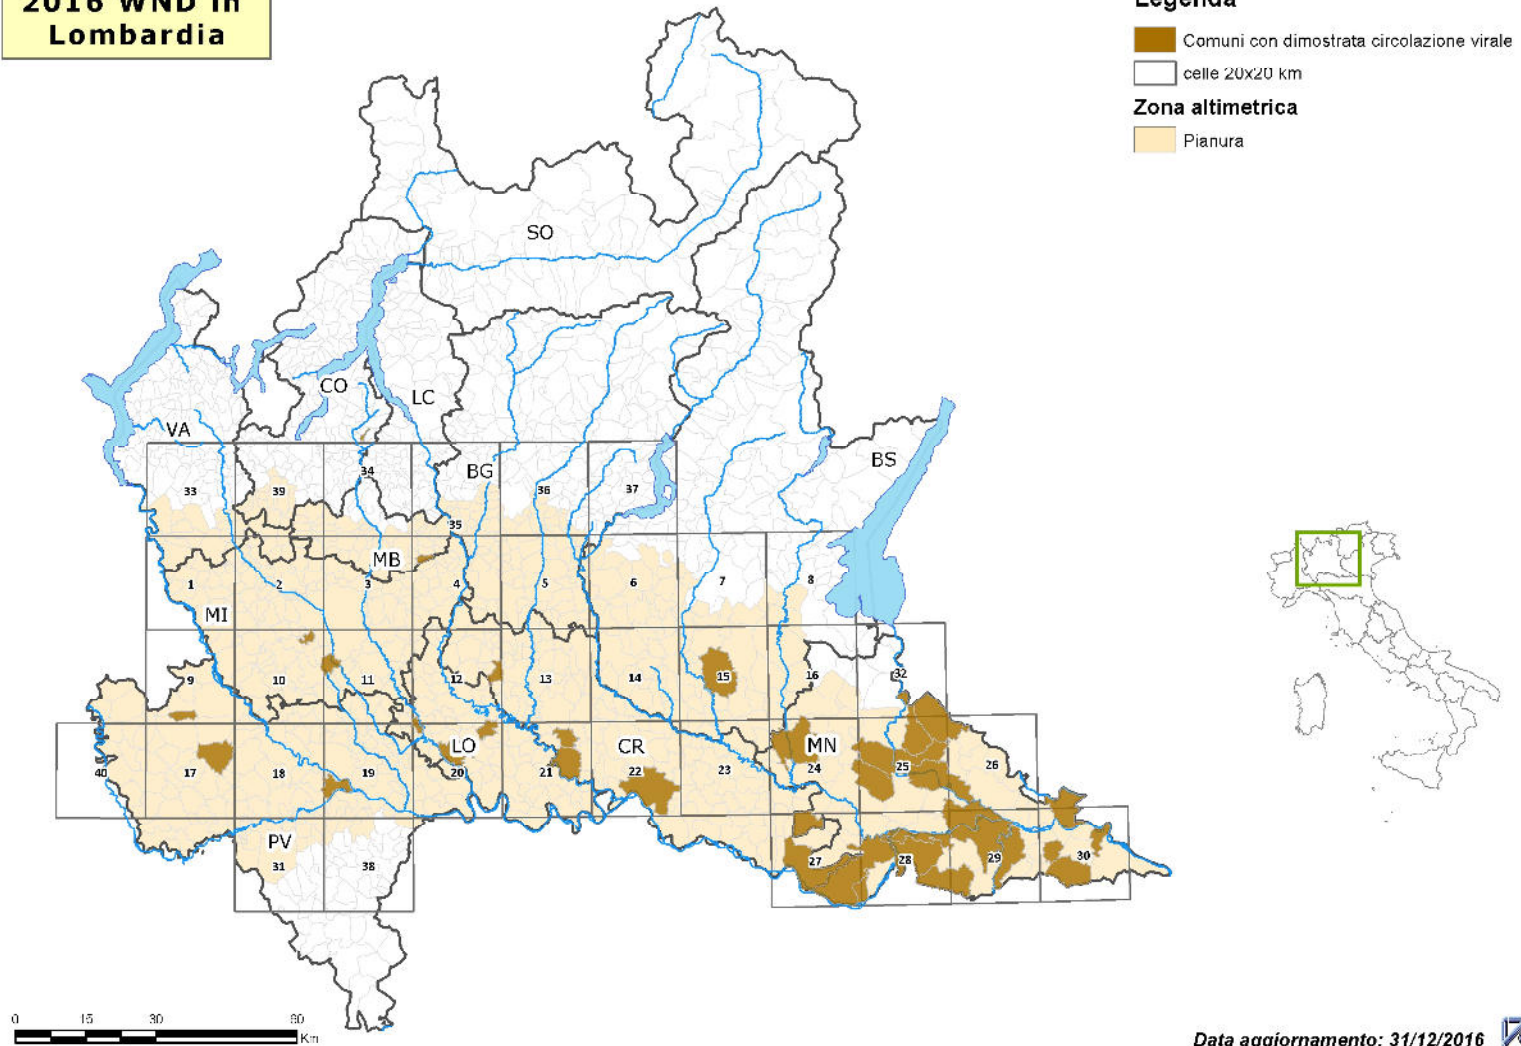 2016 WND in
Lombardia
Legenda
Comuni con dimostrata circolazione virale
celle 20x20 km
Zona altimetrica
Pianura
SO
CO
LC
VA
BG
BS
33
39
34
35
36
37
MB
1
2
3
4
5
6
7
8
MI
9
10
11
12
13
14
15
16
32
LO
CR
MN
40
17
18
19
20
21
22
23
24
25
26
PV
31
38
27
28
29
30
0 15 30 60
Km
Data aggiornamento: 31/12/2016